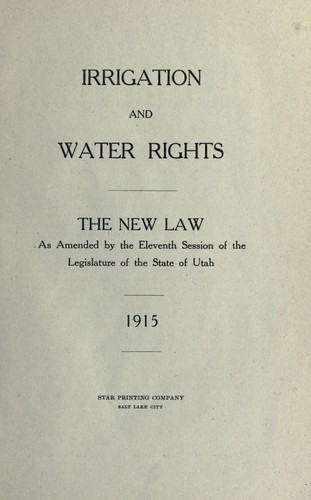 IRRIGATION
AND
WATER RIGHTS
THE NEW LAW
As Amended by the Eleventh Session of the
Legislature of the State of Utah
1915
STAR PRINTING COMPANY
SALT LAKE CITY